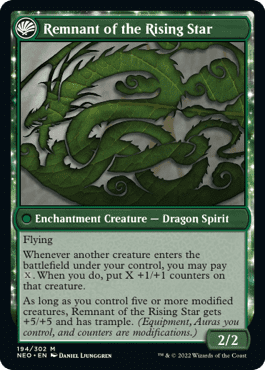 Remnant of the Rising Star
Enchantment Creature — Dragon Spirit
Flying
Whenever another creature enters the
battlefield under your control, you may pay
X. When you do, put X +1/+1 counters on
that creature.
As long as you control five or more modified
creatures, Remnant of the Rising Star gets
+5/+5 and has trample. (Equipment, Auras you
control, and counters are modifications.)
2/2
194/302 M
NEO • EN Daniel Ljunggren
™ & © 2022 Wizards of the Coast